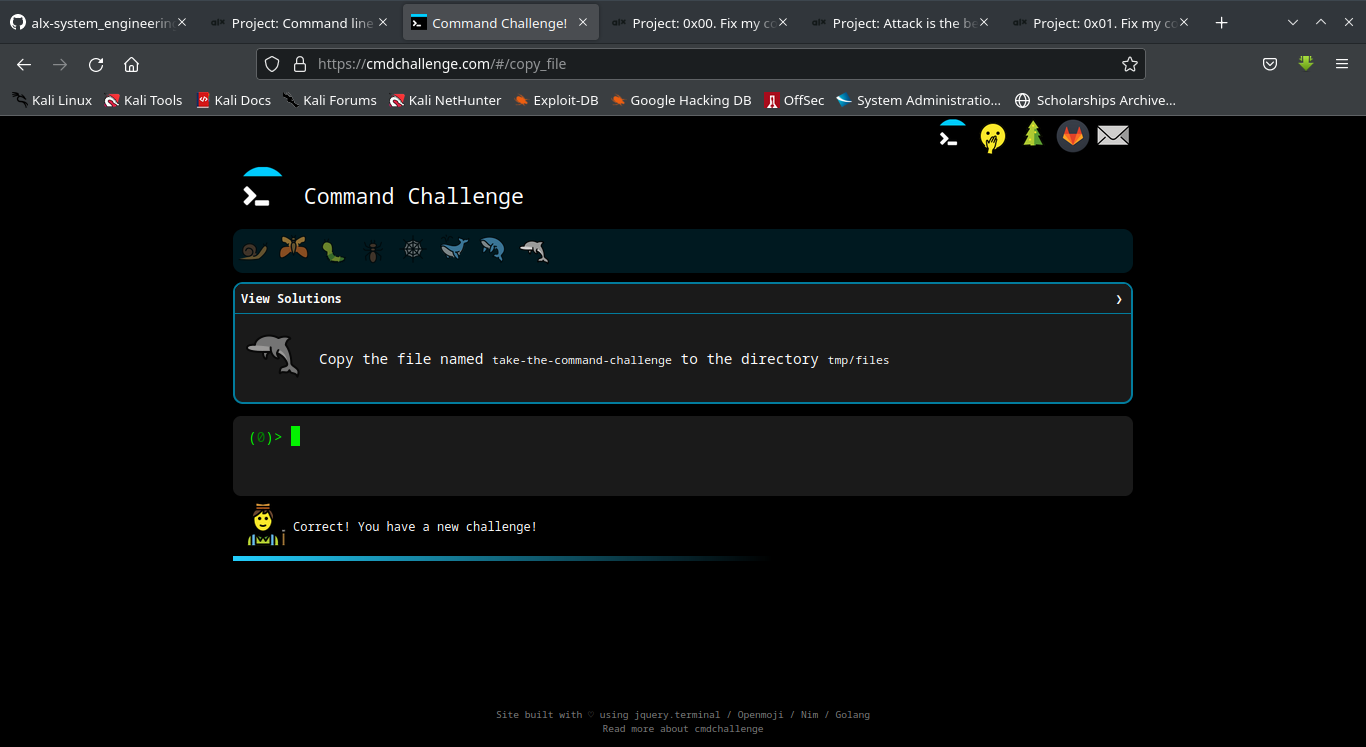 alx-system_engineerin
Project: Command line
Command Challenge!
Project: 0x00. Fix my co
Project: Attack is the be
Project: 0x01. Fix my co
https://cmdchallenge.com/#/copy_file
Kali Linux
Kali Tools
Kali Docs
Kali Forums
Kali NetHunter
Exploit-DB
Google Hacking DB
OffSec
System Administratio...
Scholarships Archive...
Command Challenge
View Solutions
Copy the file named take-the-command-challenge to the directory tmp/files
(0)>
Correct! You have a new challenge!
Site built with ♡ using jquery.terminal / Openmoji / Nim / Golang
Read more about cmdchallenge